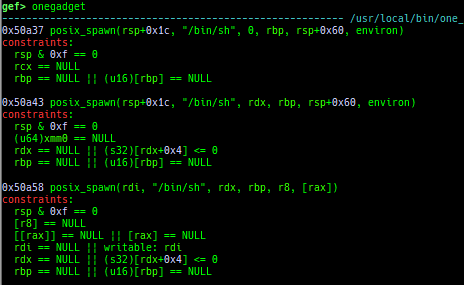 gef> onegadget
/usr/local/bin/one_
0x50a37 posix_spawn(rsp+0x1c, "/bin/sh", 0, rbp, rsp+0x60, environ)
constraints:
rsp & 0xf == 0
rcx == NULL
rbp == NULL || (u16)[rbp] == NULL
0x50a43 posix_spawn(rsp+0x1c, "/bin/sh", rdx, rbp, rsp+0x60, environ)
constraints:
rsp & 0xf == 0
(u64)xmm0 == NULL
rdx == NULL || (s32)[rdx+0x4] <= 0
rbp == NULL || (u16)[rbp] == NULL
0x50a58 posix_spawn(rdi, "/bin/sh", rdx, rbp, r8, [rax])
constraints:
rsp & 0xf == 0
[r8] == NULL
[[rax]] == NULL || [rax] == NULL
rdi == NULL || writable: rdi
rdx == NULL || (s32)[rdx+0x4] <= 0
rbp == NULL || (u16)[rbp] == NULL